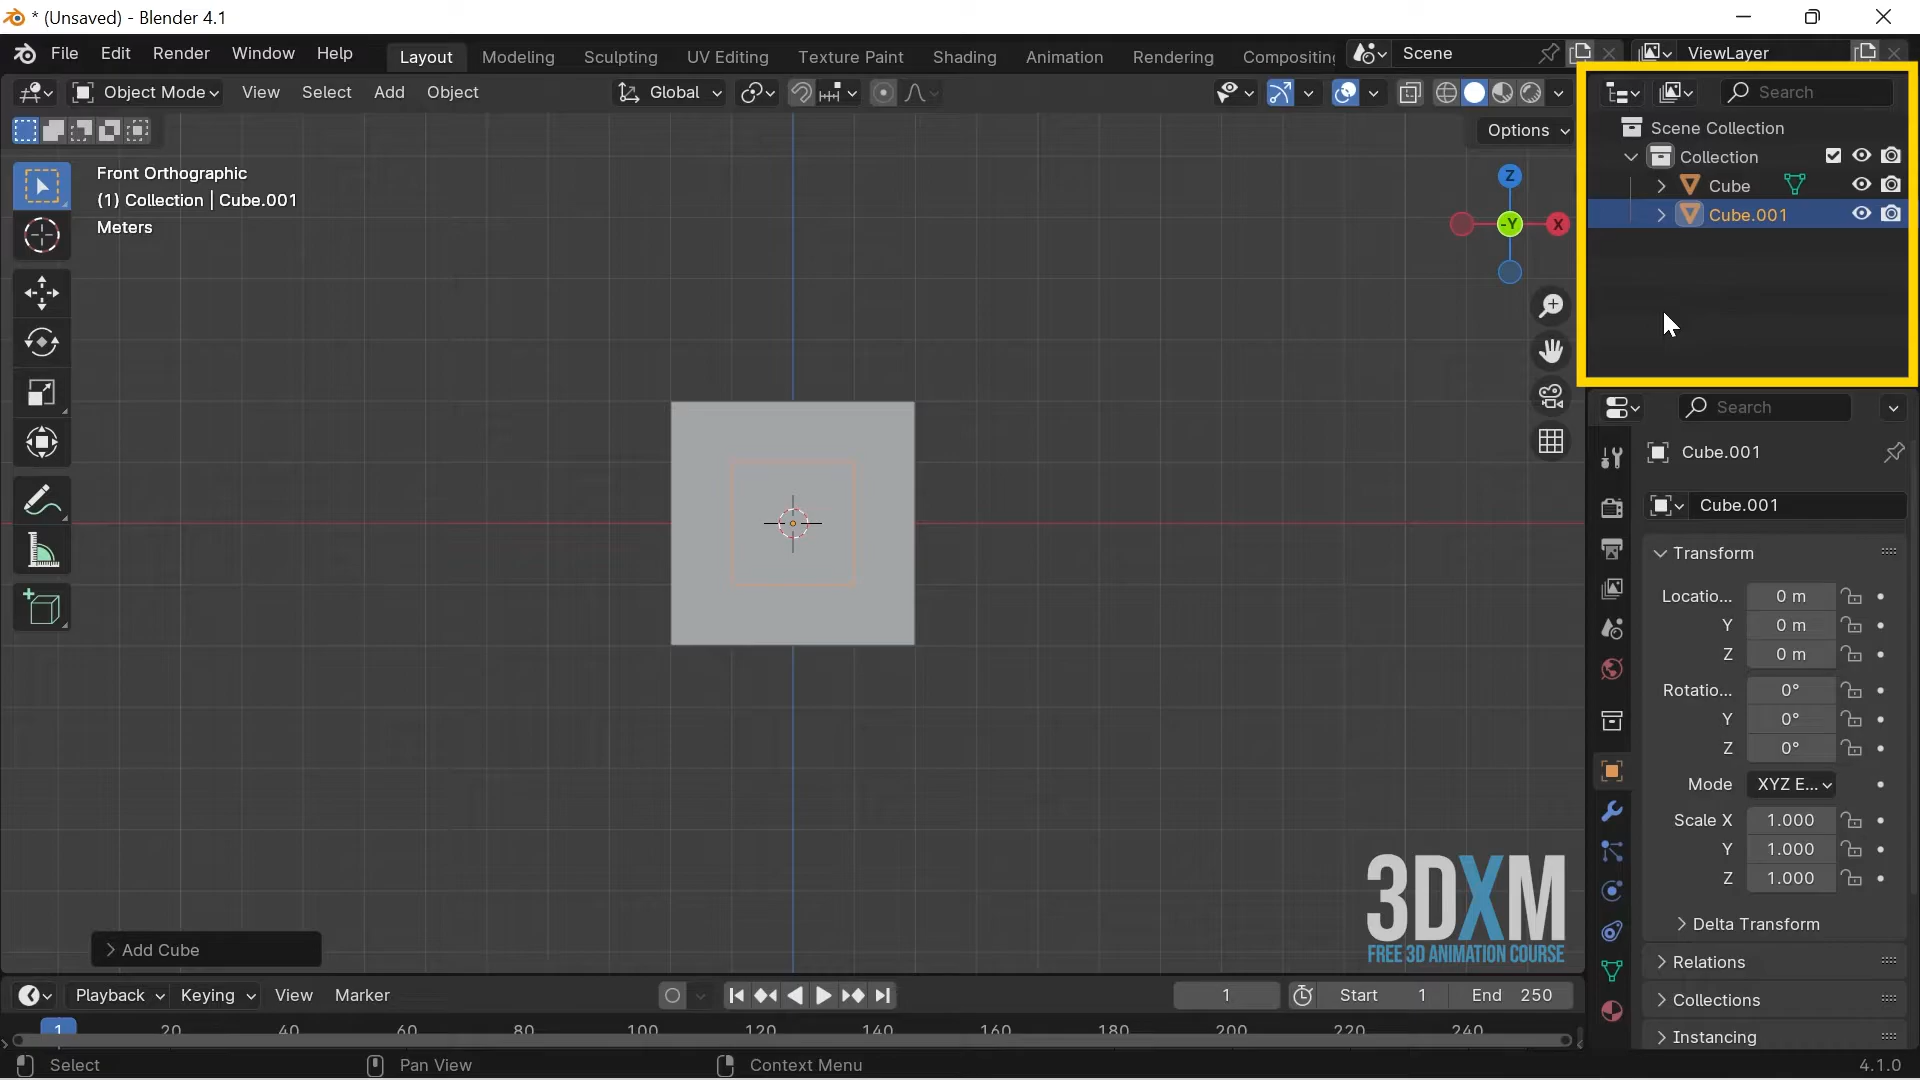 * (Unsaved) - Blender 4.1
File Edit Render Window Help Layout Modeling Sculpting UV Editing Texture Paint Shading Animation Rendering Compositing Scene ViewLayer
Object Mode View Select Add Object Global Search
Options
Scene Collection
Collection
Cube
Cube.001
Front Orthographic
(1) Collection | Cube.001
Meters
Z
-Y
X
Search
Cube.001
Cube.001
Transform
Locatio... 0 m
Y 0 m
Z 0 m
Rotatio... 0°
Y 0°
Z 0°
Mode XYZ E...
Scale X 1.000
Y 1.000
Z 1.000
Delta Transform
Relations
Collections
Instancing
3DXM
FREE 3D ANIMATION COURSE
Add Cube
Playback Keying View Marker 1 Start 1 End 250
1 20 40 60 80 100 120 140 160 180 200 220 240
Select Pan View Context Menu 4.1.0